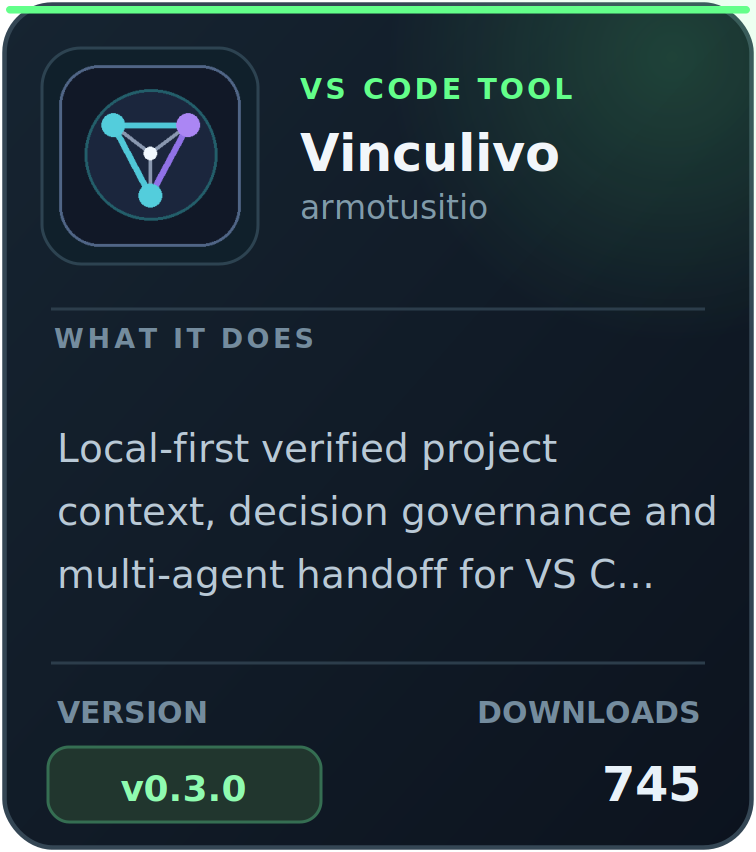 VS CODE TOOL
Vinculivo
armotusitio
WHAT IT DOES
Local-first verified project
context, decision governance and
multi-agent handoff for VS C...
VERSION
DOWNLOADS
v0.3.0
745